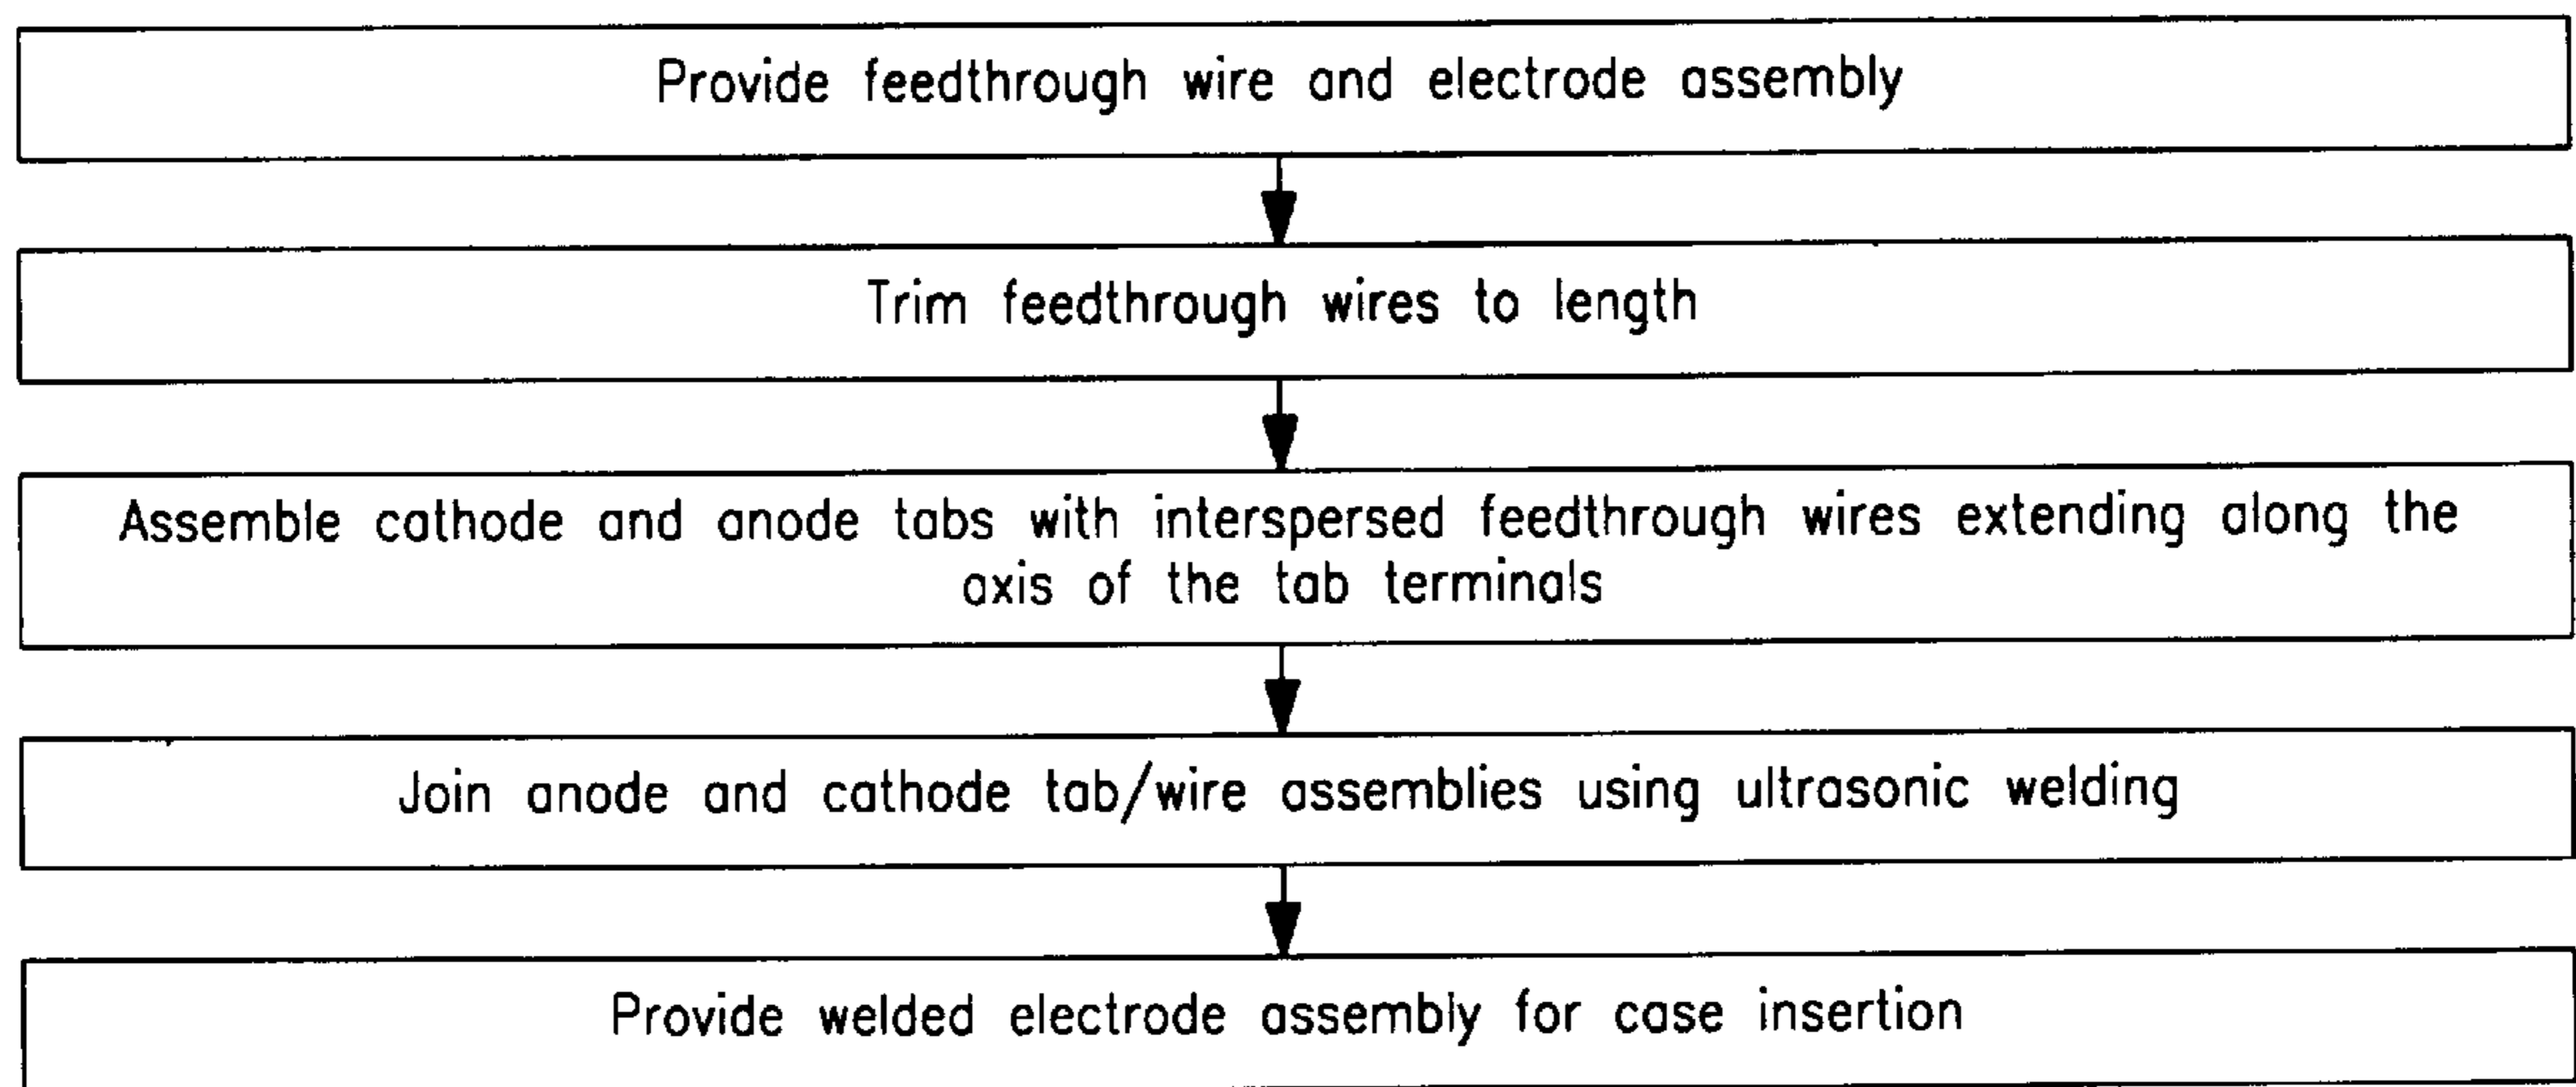 Provide feedthrough wire and electrode assembly
Trim feedthrough wires to length
Assemble cathode and anode tabs with interspersed feedthrough wires extending along the
axis of the tab terminals
Join anode and cathode tab/wire assemblies using ultrasonic welding
Provide welded electrode assembly for case insertion